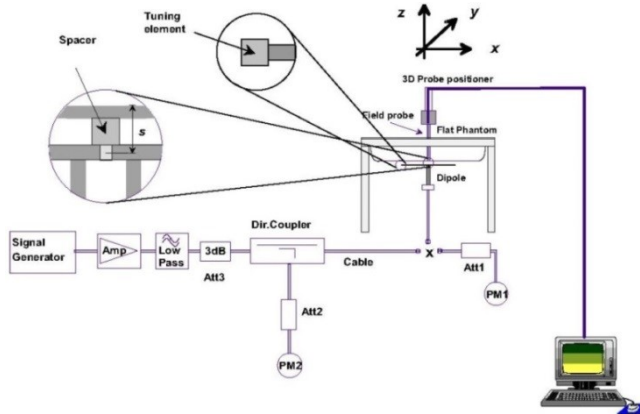 Tuning
element
Spacer
s
z
y
x
3D Probe positioner
Field probe
Flat Phantom
Dipole
Signal
Generator
Amp
Low
Pass
3dB
Att3
Dir.Coupler
Cable
x
Att1
PM1
Att2
PM2